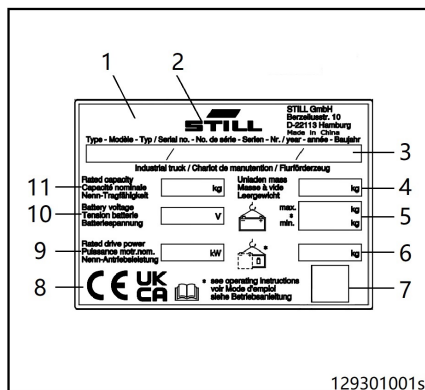 1
2
STILL
STILL GmbH
Berzeliusstr. 10
D-22113 Hamburg
Made in China
Type - Modèle - Typ / Serial no. - No. de série - Serien - Nr. / year - année - Baujahr
/ /
3
Industrial truck / Chariot de manutention / Flurförderzeug
11
Rated capacity
Capacité nominale
Nenn-Tragfähigkeit
kg
Unladen mass
Masse à vide
Leergewicht
kg
4
10
Battery voltage
Tension batterie
Batteriespannung
V
max.
*
min.
kg
kg
5
9
Rated drive power
Puissance motr.nom.
Nenn-Antriebsleistung
kW
*
kg
6
8
CE UK
CA
* see operating instructions
voir Mode d'emploi
siehe Betriebsanleitung
7
129301001s